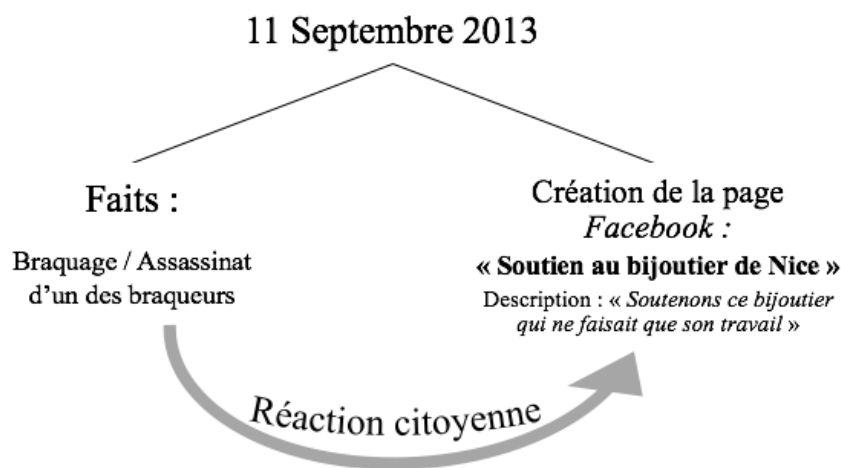 11 Septembre 2013
Faits :
Braquage / Assassinat
d’un des braqueurs
Création de la page
Facebook :
« Soutien au bijoutier de Nice »
Description : « Soutenons ce bijoutier
qui ne faisait que son travail »
Réaction citoyenne